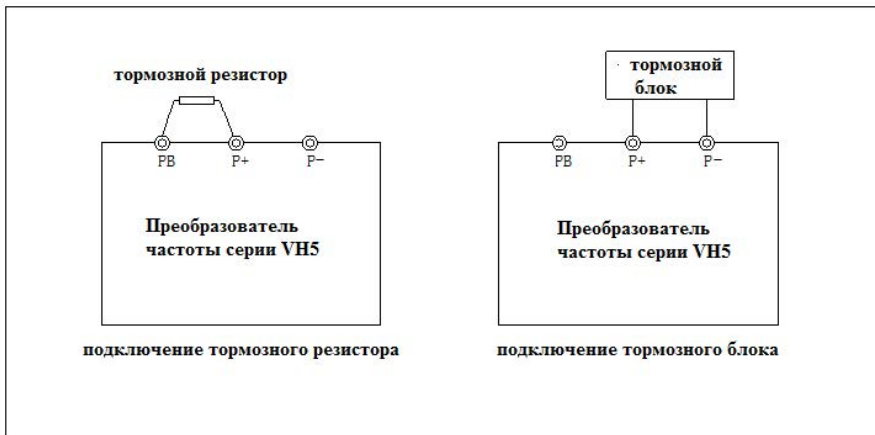 тормозной резистор
PB
P+
P-
Преобразователь
частоты серии VH5
подключение тормозного резистора
тормозной
блок
PB
P+
P-
Преобразователь
частоты серии VH5
подключение тормозного блока